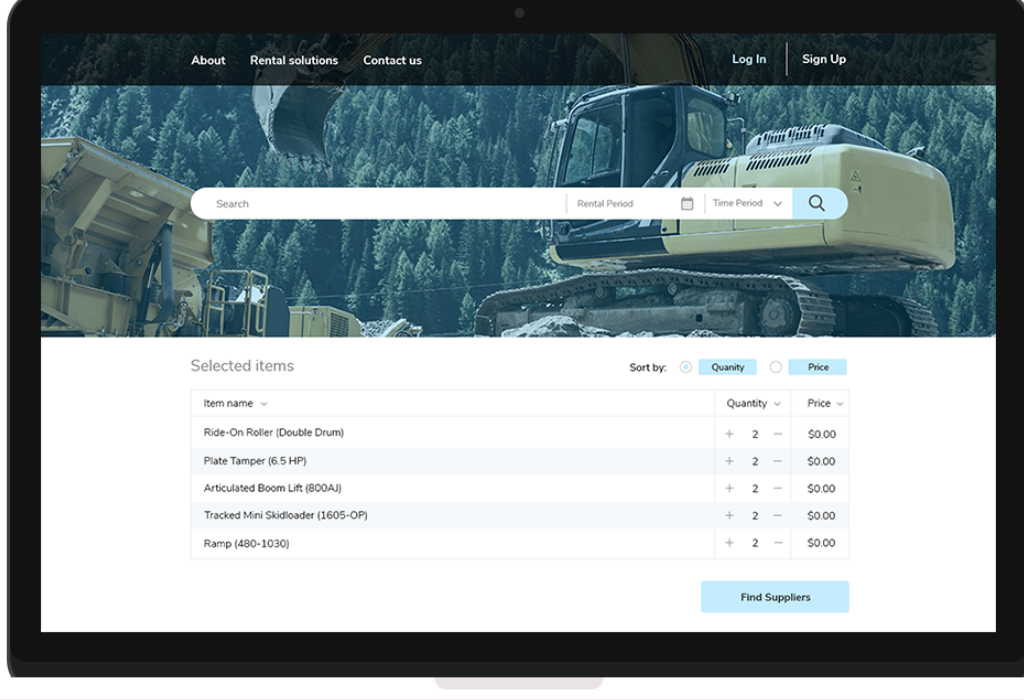 About Rental solutions Contact us Log In Sign Up
Search Rental Period Time Period
Selected items Sort by: Quanity Price
Item name Quantity Price
Ride-On Roller (Double Drum) + 2 − $0.00
Plate Tamper (6.5 HP) + 2 − $0.00
Articulated Boom Lift (800AJ) + 2 − $0.00
Tracked Mini Skidloader (1605-OP) + 2 − $0.00
Ramp (480-1030) + 2 − $0.00
Find Suppliers